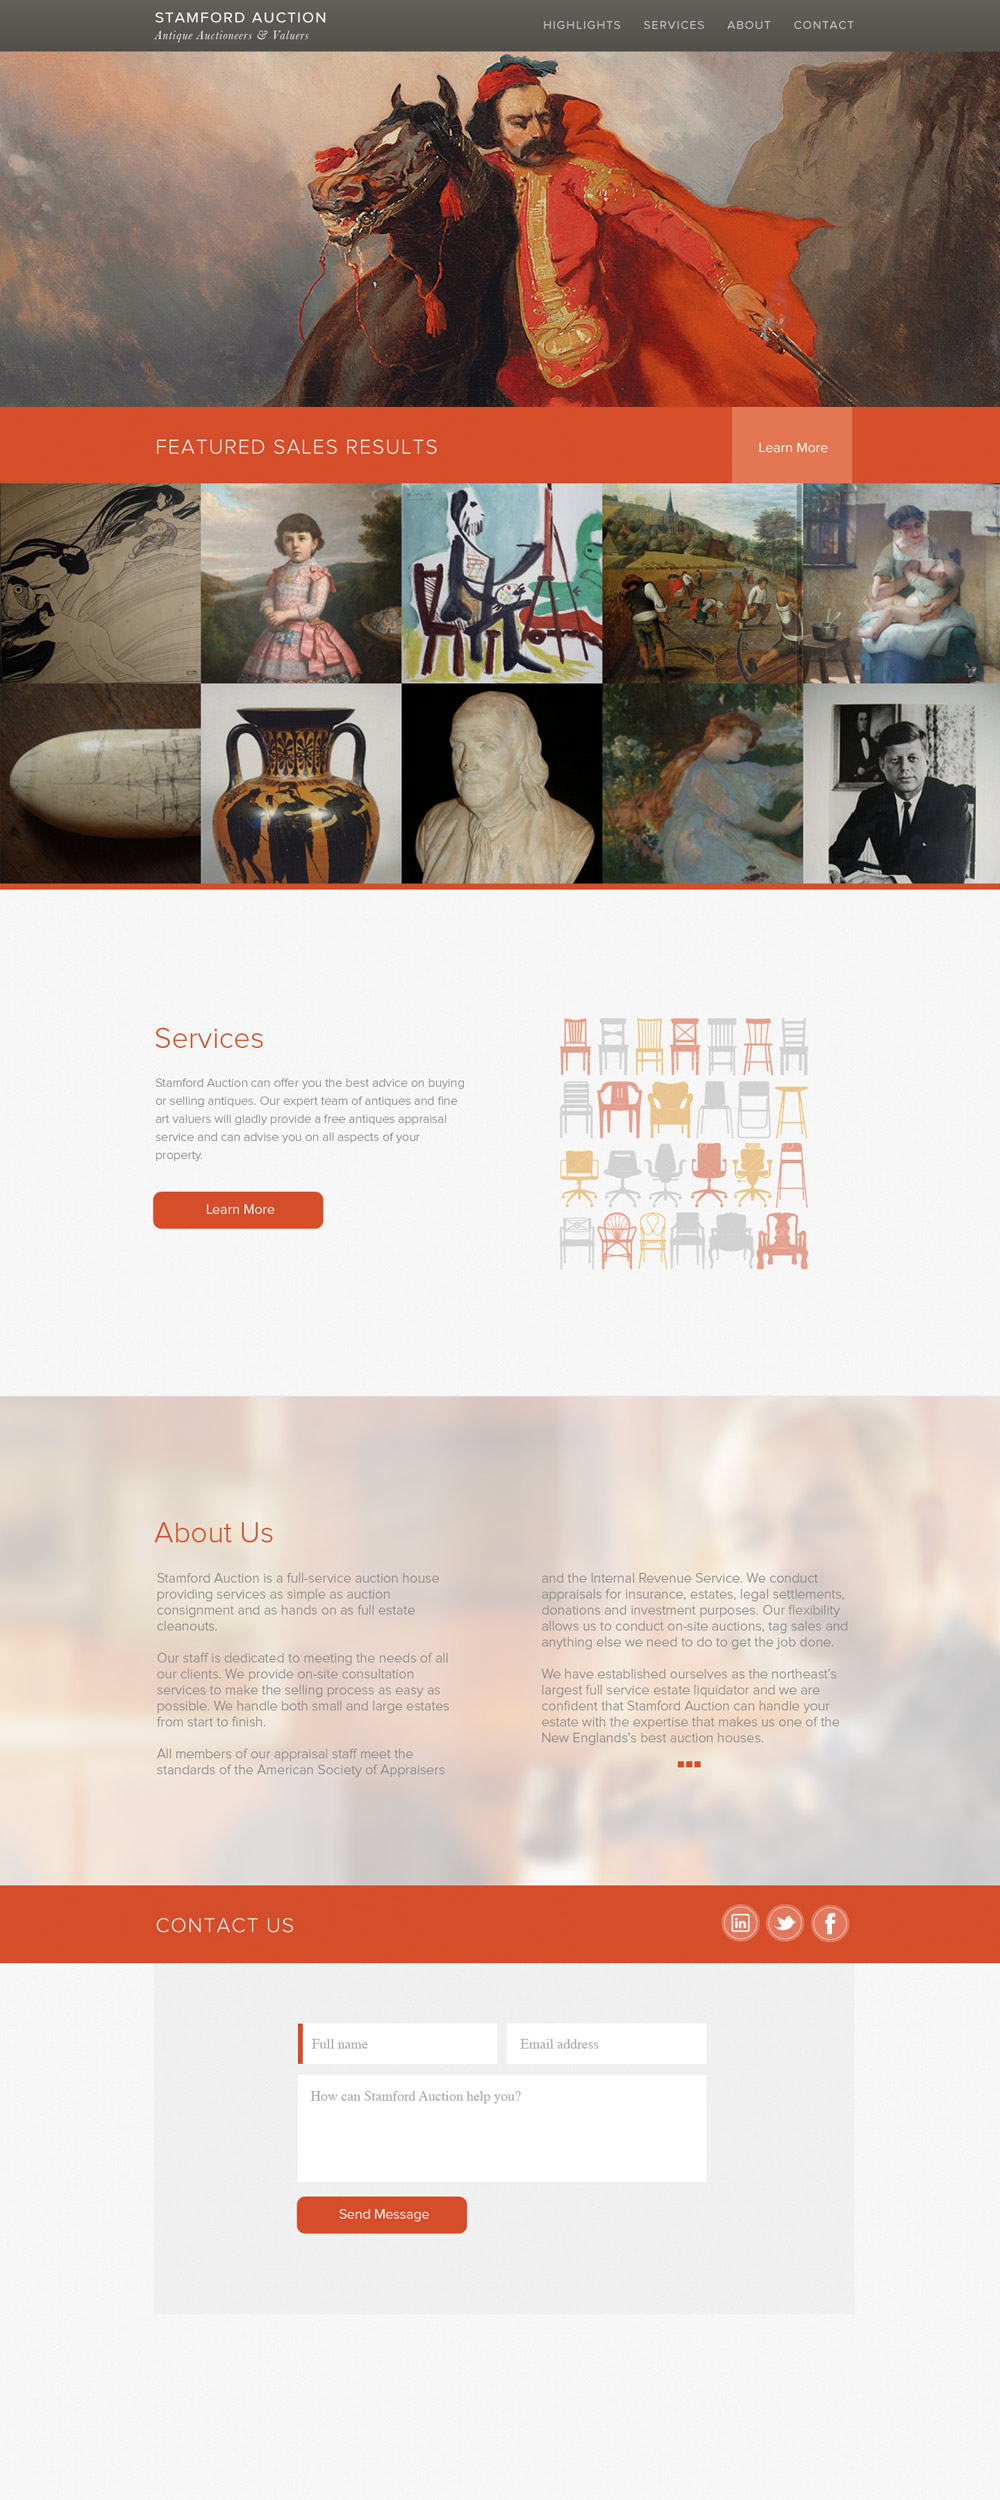 STAMFORD AUCTION
Antique Auctioneers & Valuers
HIGHLIGHTS SERVICES ABOUT CONTACT
FEATURED SALES RESULTS
Learn More
Services
Stamford Auction can offer you the best advice on buying
or selling antiques. Our expert team of antiques and fine
art valuers will gladly provide a free antiques appraisal
service and can advise you on all aspects of your
property.
Learn More
About Us
Stamford Auction is a full-service auction house
providing services as simple as auction
consignment and as hands on as full estate
cleanouts.
Our staff is dedicated to meeting the needs of all
our clients. We provide on-site consultation
services to make the selling process as easy as
possible. We handle both small and large estates
from start to finish.
All members of our appraisal staff meet the
standards of the American Society of Appraisers
and the Internal Revenue Service. We conduct
appraisals for insurance, estates, legal settlements,
donations and investment purposes. Our flexibility
allows us to conduct on-site auctions, tag sales and
anything else we need to do to get the job done.
We have established ourselves as the northeast's
largest full service estate liquidator and we are
confident that Stamford Auction can handle your
estate with the expertise that makes us one of the
New Englands's best auction houses.
CONTACT US
in
f
Full name
Email address
How can Stamford Auction help you?
Send Message